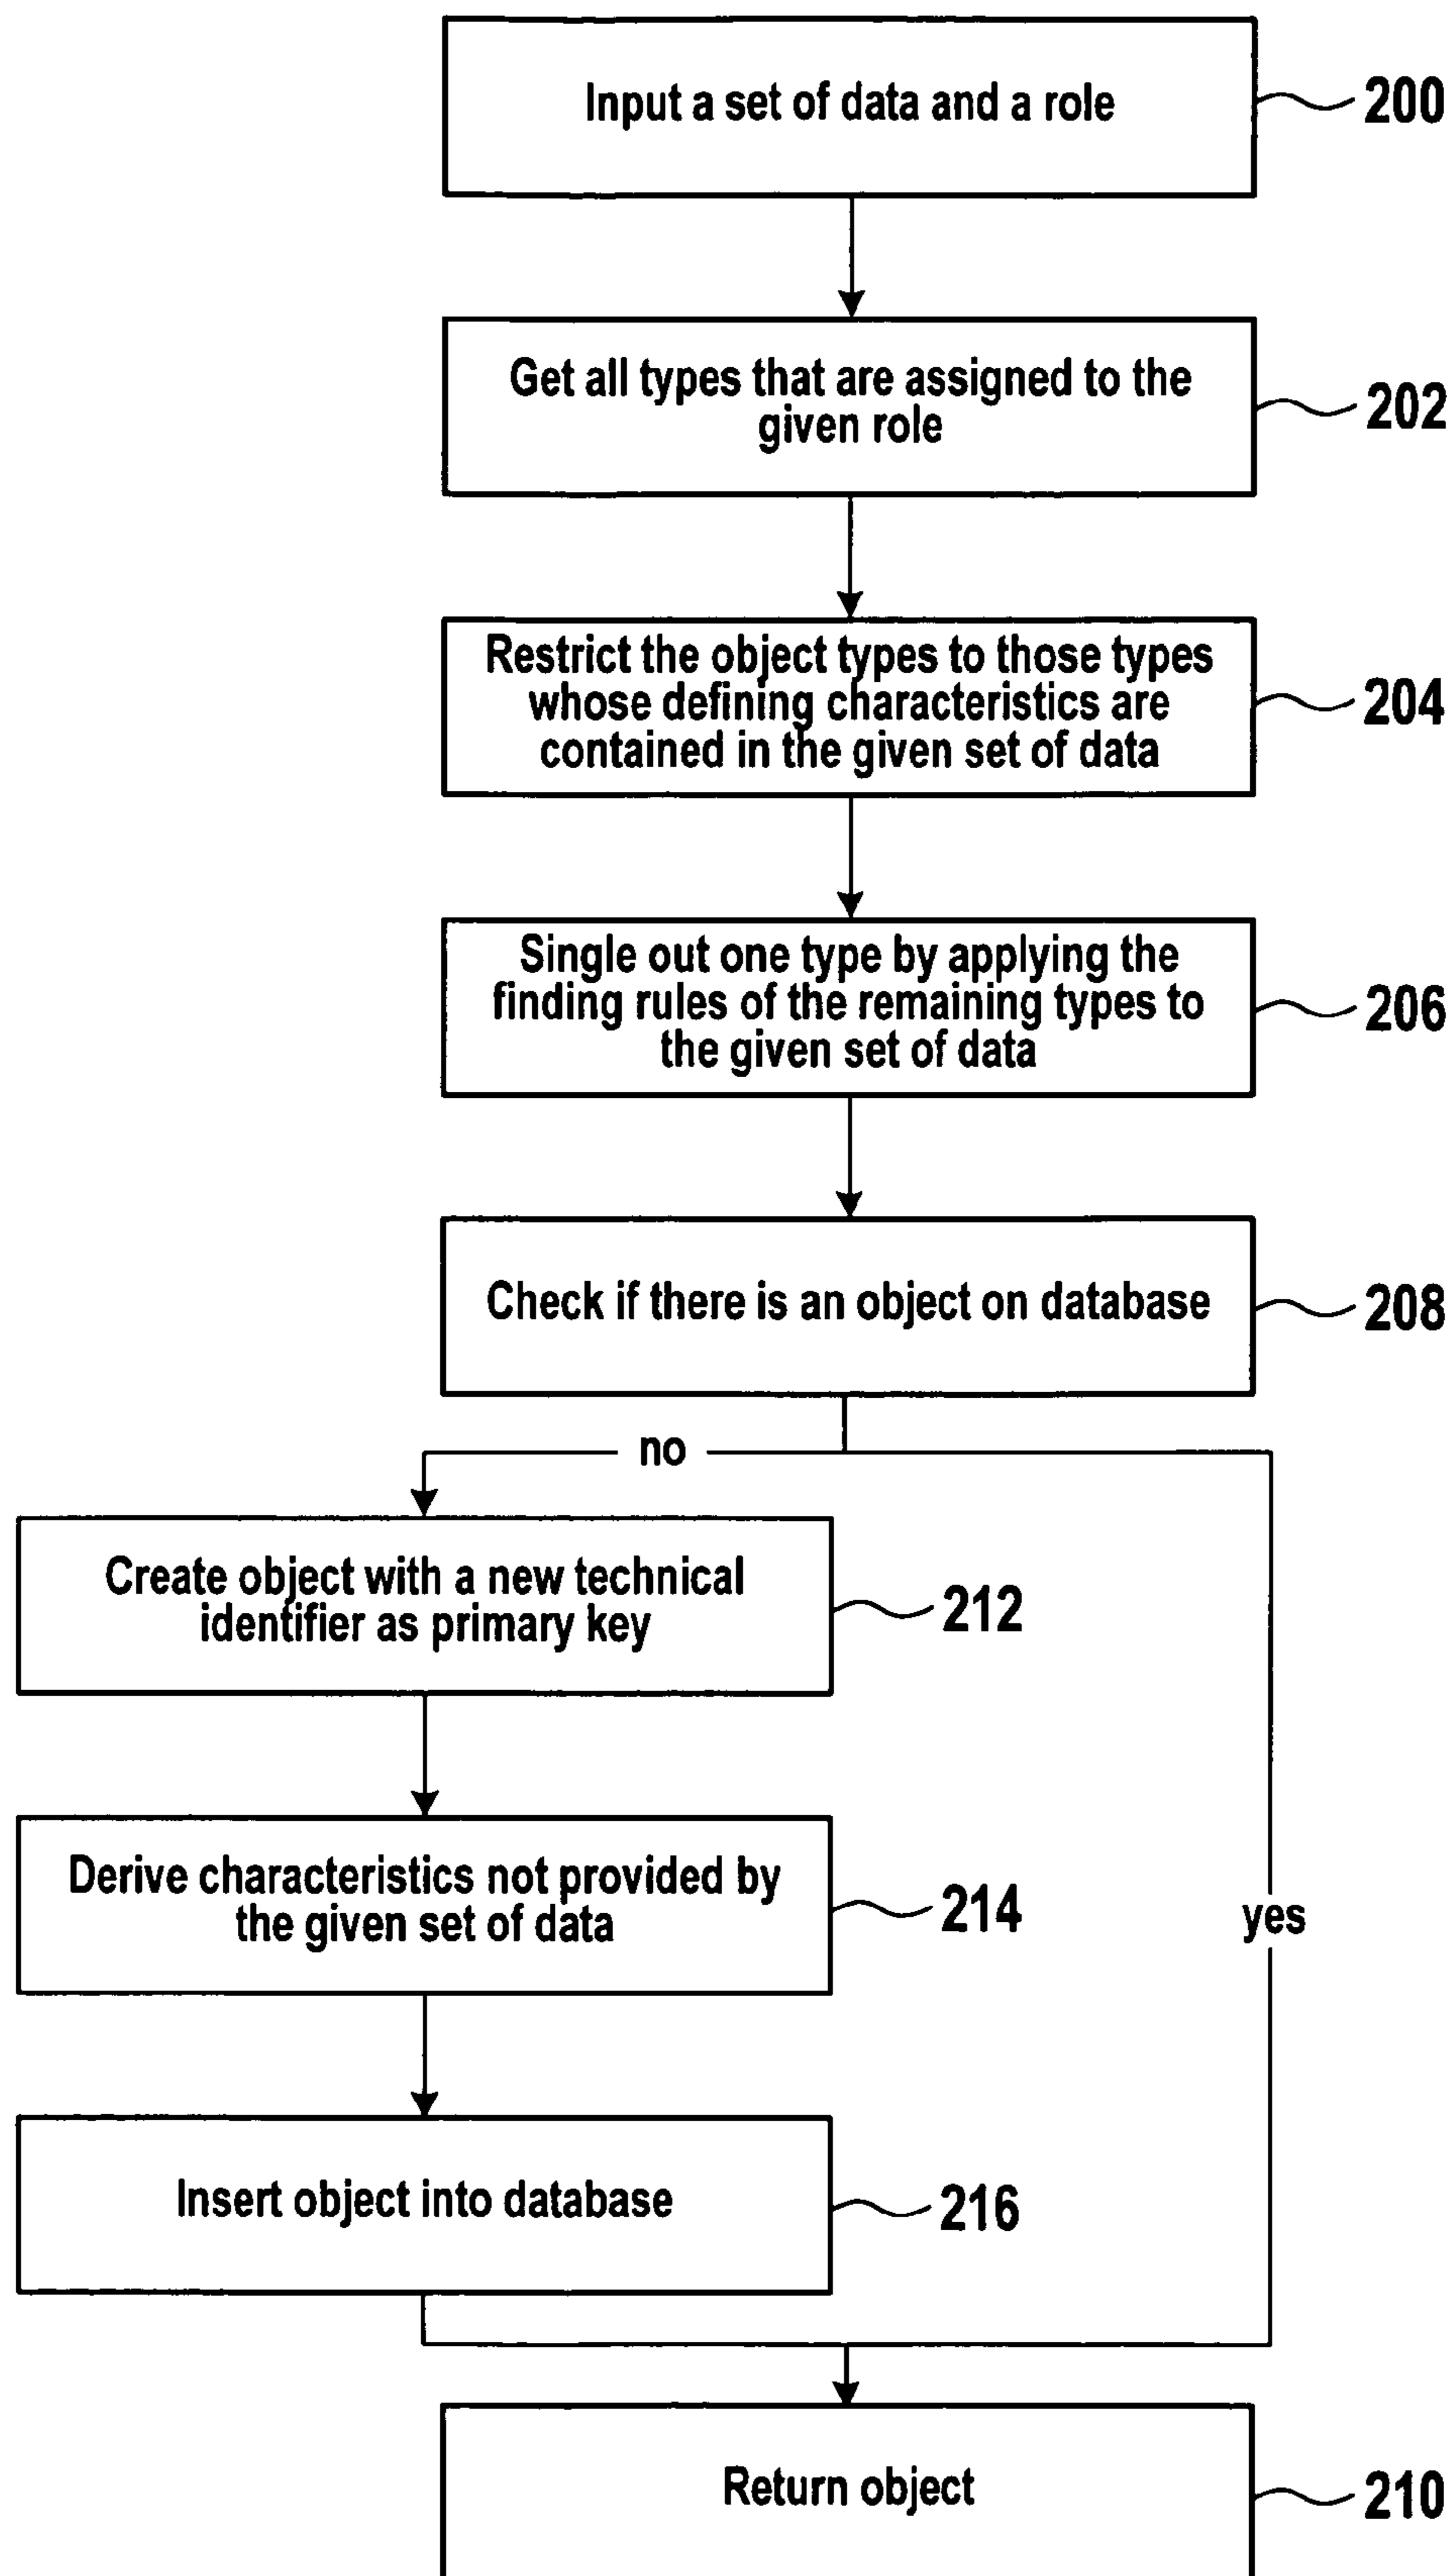 Input a set of data and a role
200
Get all types that are assigned to the
given role
202
Restrict the object types to those types
whose defining characteristics are
contained in the given set of data
204
Single out one type by applying the
finding rules of the remaining types to
the given set of data
206
Check if there is an object on database
208
no
Create object with a new technical
identifier as primary key
212
Derive characteristics not provided by
the given set of data
214
yes
Insert object into database
216
Return object
210